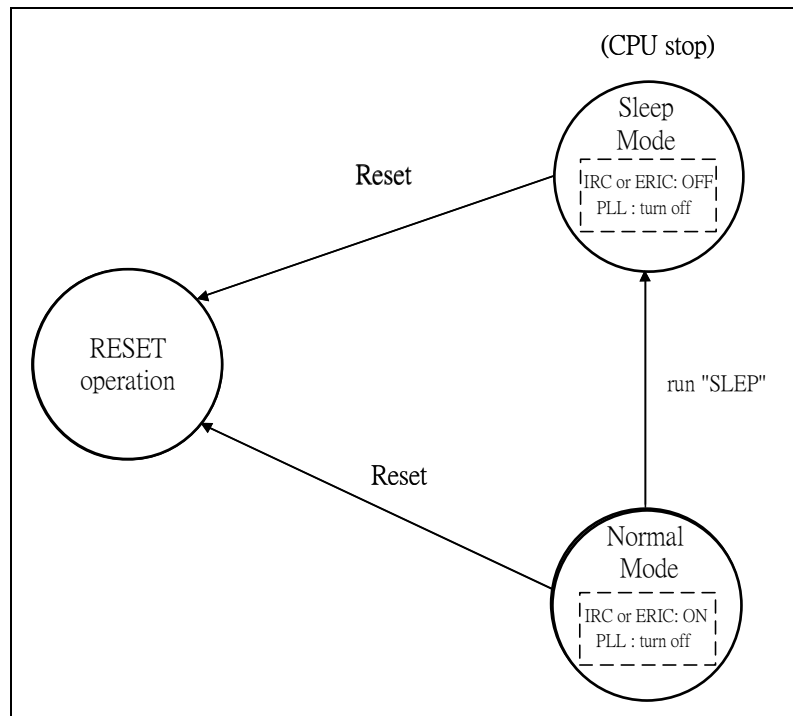 (CPU stop)
Sleep
Mode
IRC or ERIC: OFF
PLL : turn off
Reset
RESET
operation
run "SLEP"
Reset
Normal
Mode
IRC or ERIC: ON
PLL : turn off